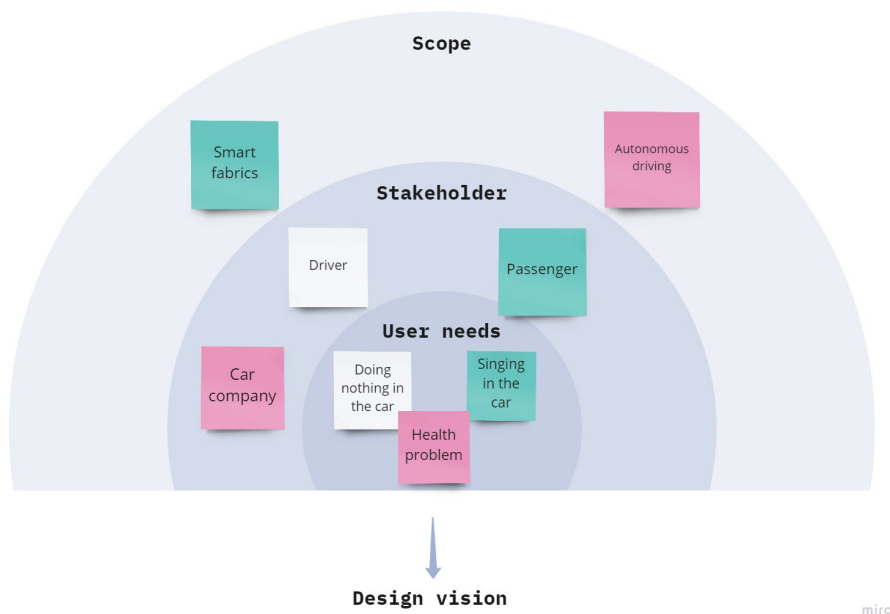 Scope
Smart
fabrics
Autonomous
driving
Stakeholder
Driver
Passenger
User needs
Car
company
Doing
nothing in
the car
Singing
in the
car
Health
problem
Design vision
miro